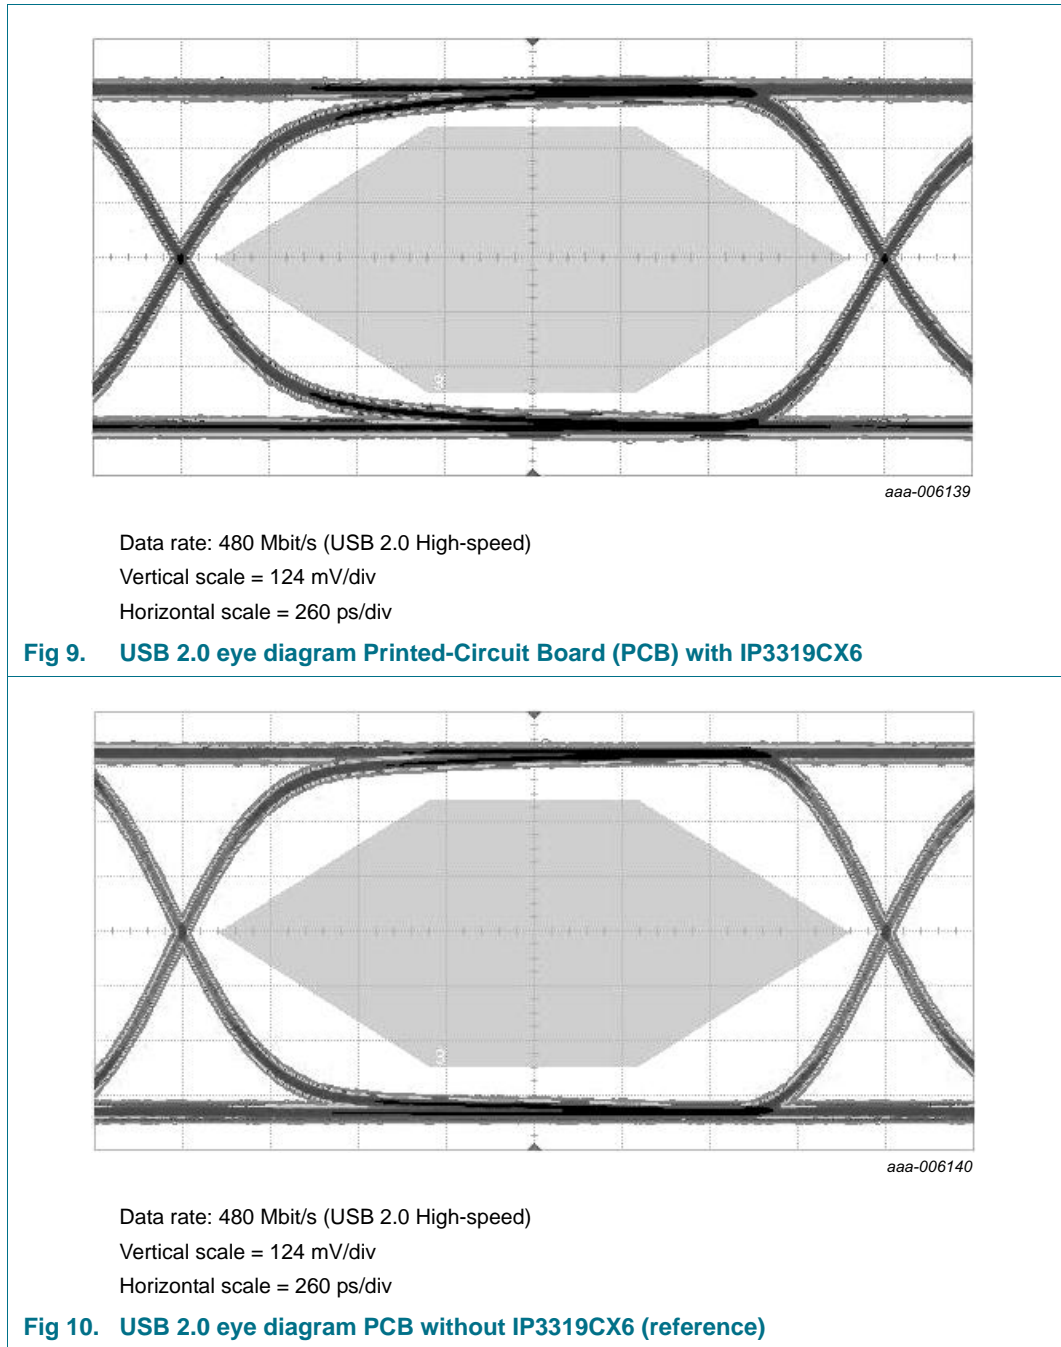 aaa-006139
Data rate: 480 Mbit/s (USB 2.0 High-speed)
Vertical scale = 124 mV/div
Horizontal scale = 260 ps/div
Fig 9. USB 2.0 eye diagram Printed-Circuit Board (PCB) with IP3319CX6
aaa-006140
Data rate: 480 Mbit/s (USB 2.0 High-speed)
Vertical scale = 124 mV/div
Horizontal scale = 260 ps/div
Fig 10. USB 2.0 eye diagram PCB without IP3319CX6 (reference)